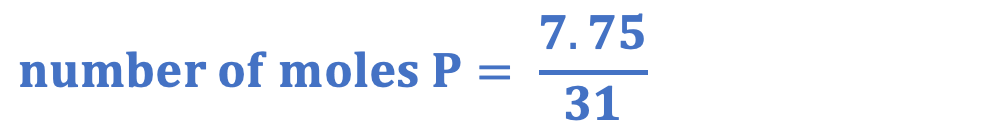 number of moles P = 7.75
31